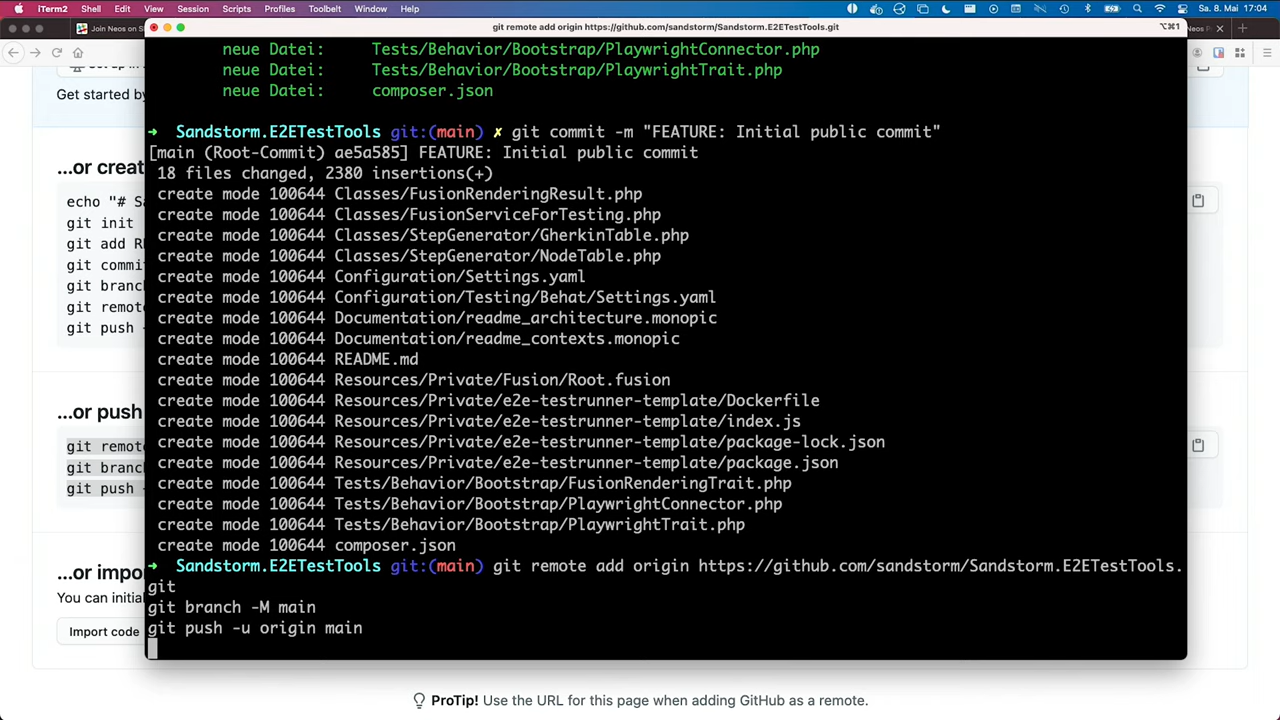 iTerm2 Shell Edit View Session Scripts Profiles Toolbelt Window Help Sa. 8. Mai 17:04
Join Neos on S
git remote add origin https://github.com/sandstorm/Sandstorm.E2ETestTools.git
⌥⌘1
neue Datei: Tests/Behavior/Bootstrap/PlaywrightConnector.php
neue Datei: Tests/Behavior/Bootstrap/PlaywrightTrait.php
Get started by
neue Datei: composer.json
➜ Sandstorm.E2ETestTools git:(main) ✗ git commit -m "FEATURE: Initial public commit"
[main (Root-Commit) ae5a585] FEATURE: Initial public commit
...or creat
18 files changed, 2380 insertions(+)
create mode 100644 Classes/FusionRenderingResult.php
echo "# Sa
create mode 100644 Classes/FusionServiceForTesting.php
git init
create mode 100644 Classes/StepGenerator/GherkinTable.php
git add RE
create mode 100644 Classes/StepGenerator/NodeTable.php
git commi
create mode 100644 Configuration/Settings.yaml
git branc
create mode 100644 Configuration/Testing/Behat/Settings.yaml
git remot
create mode 100644 Documentation/readme_architecture.monopic
git push -
create mode 100644 Documentation/readme_contexts.monopic
create mode 100644 README.md
create mode 100644 Resources/Private/Fusion/Root.fusion
...or push
create mode 100644 Resources/Private/e2e-testrunner-template/Dockerfile
create mode 100644 Resources/Private/e2e-testrunner-template/index.js
git remote
create mode 100644 Resources/Private/e2e-testrunner-template/package-lock.json
git branch
create mode 100644 Resources/Private/e2e-testrunner-template/package.json
git push -
create mode 100644 Tests/Behavior/Bootstrap/FusionRenderingTrait.php
create mode 100644 Tests/Behavior/Bootstrap/PlaywrightConnector.php
create mode 100644 Tests/Behavior/Bootstrap/PlaywrightTrait.php
create mode 100644 composer.json
...or impo
➜ Sandstorm.E2ETestTools git:(main) git remote add origin https://github.com/sandstorm/Sandstorm.E2ETestTools.
git
You can initial
git branch -M main
git push -u origin main
Import code
ProTip! Use the URL for this page when adding GitHub as a remote.